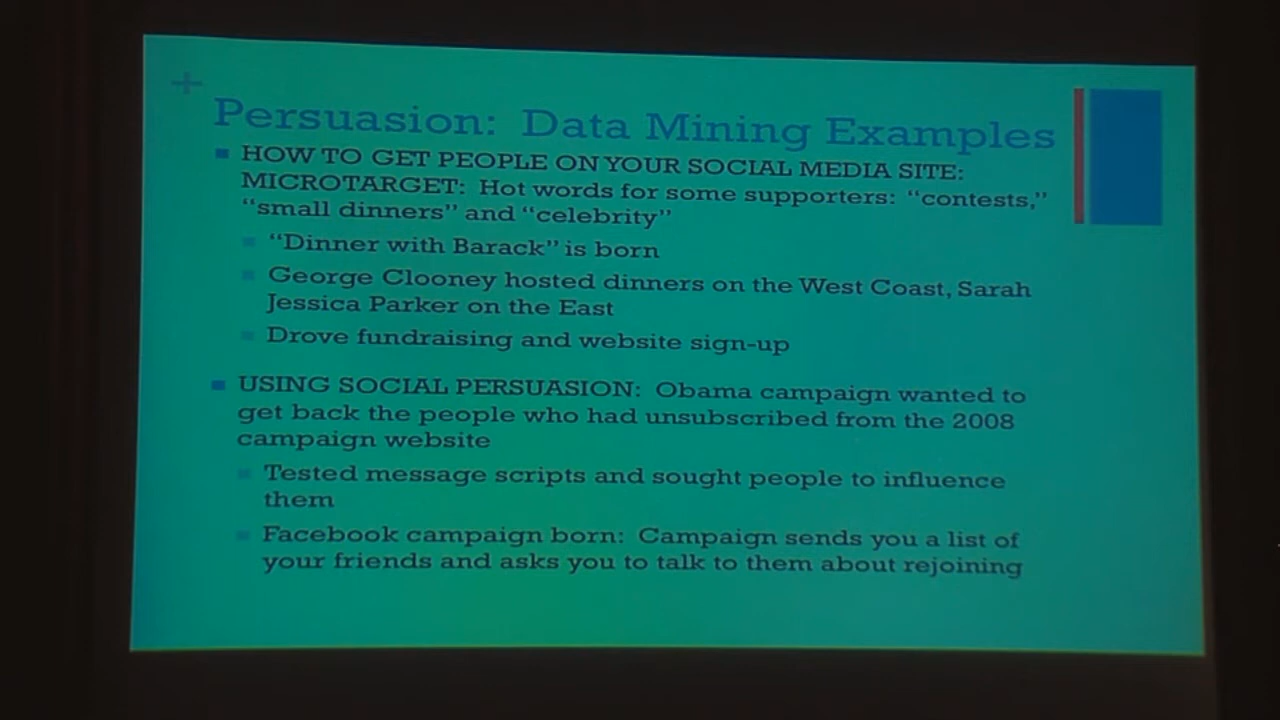 +
Persuasion: Data Mining Examples
HOW TO GET PEOPLE ON YOUR SOCIAL MEDIA SITE:
MICROTARGET: Hot words for some supporters: “contests,”
“small dinners” and “celebrity”
“Dinner with Barack” is born
George Clooney hosted dinners on the West Coast, Sarah
Jessica Parker on the East
Drove fundraising and website sign-up
USING SOCIAL PERSUASION: Obama campaign wanted to
get back the people who had unsubscribed from the 2008
campaign website
Tested message scripts and sought people to influence
them
Facebook campaign born: Campaign sends you a list of
your friends and asks you to talk to them about rejoining